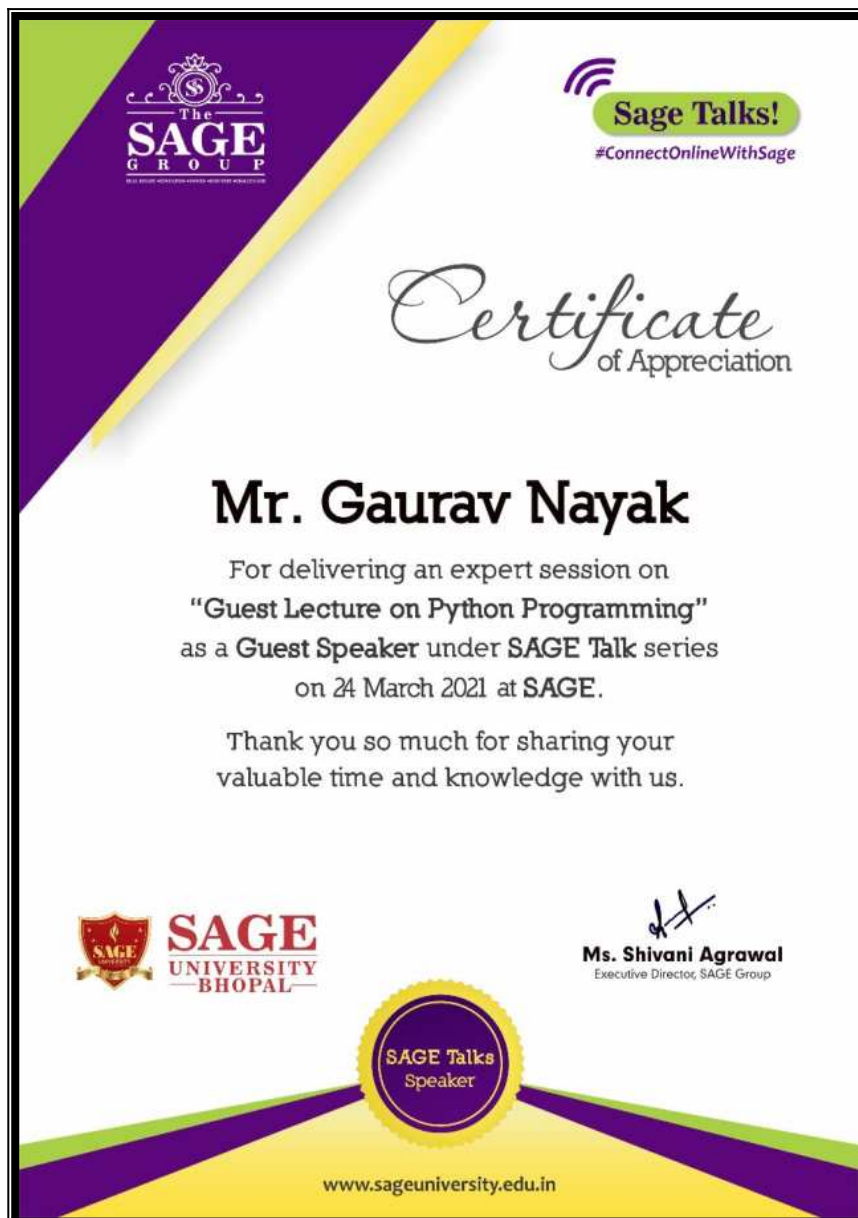 The
SAGE
GROUP
Sage Talks!
#ConnectOnlineWithSage
Certificate
of Appreciation
Mr. Gaurav Nayak
For delivering an expert session on
“Guest Lecture on Python Programming”
as a Guest Speaker under SAGE Talk series
on 24 March 2021 at SAGE.
Thank you so much for sharing your
valuable time and knowledge with us.
SAGE
UNIVERSITY
SAGE
UNIVERSITY
BHOPAL
Ms. Shivani Agrawal
Executive Director, SAGE Group
SAGE Talks
Speaker
www.sageuniversity.edu.in